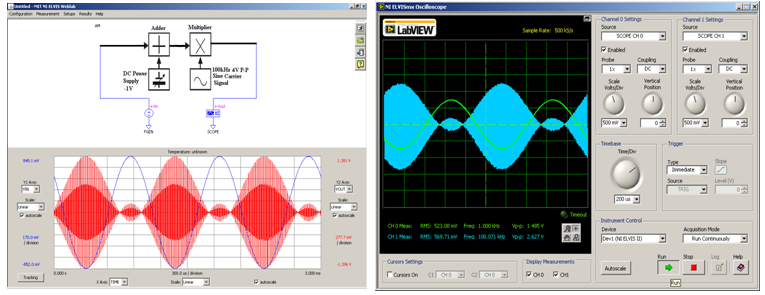 Untitled - MIT NI-ELVIS Weblab
Configuration Measurement Setups Results Help
Adder
Multiplier
DC Power
Supply
-1V
100kHz 4V P-P
Sine Carrier
Signal
FGEN
SCOPE
Temperature: unknown
840.1 mV
Y1 Axis:
VIN
Scale:
Linear
autoscale
170.0 mV
/ division
-852.0 mV
Tracking
1.381 V
Y2 Axis:
VOUT
Scale:
Linear
autoscale
277.7 mV
/ division
-1.396 V
0.000 s
300.0 us / division
3.000 ms
X Axis: TIME
Scale: Linear
autoscale
NI ELVISmx Oscilloscope
LabVIEW
Sample Rate: 500 kS/s
Timeout
CH 0 Meas: RMS: 523.08 mV Freq: 1.000 kHz Vp-p: 1.485 V
CH 1 Meas: RMS: 569.71 mV Freq: 100.071 kHz Vp-p: 2.627 V
Cursors Settings
Cursors On C1 CH 0 C2 CH 0
Display Measurements
CH 0 CH1
Channel 0 Settings
Source
SCOPE CH 0
Enabled
Probe Coupling
1x DC
Scale
Volts/Div
Vertical
Position
500 mV 0
Channel 1 Settings
Source
SCOPE CH 1
Enabled
Probe Coupling
1x DC
Scale
Volts/Div
Vertical
Position
500 mV 0
Timebase
Time/Div
200 us
Trigger
Type Slope
Immediate
Source Level (V)
TRIG 0
Instrument Control
Device
Dev1 (NI ELVIS II)
Acquisition Mode
Run Continuously
Autoscale
Run Stop Log Help
Run